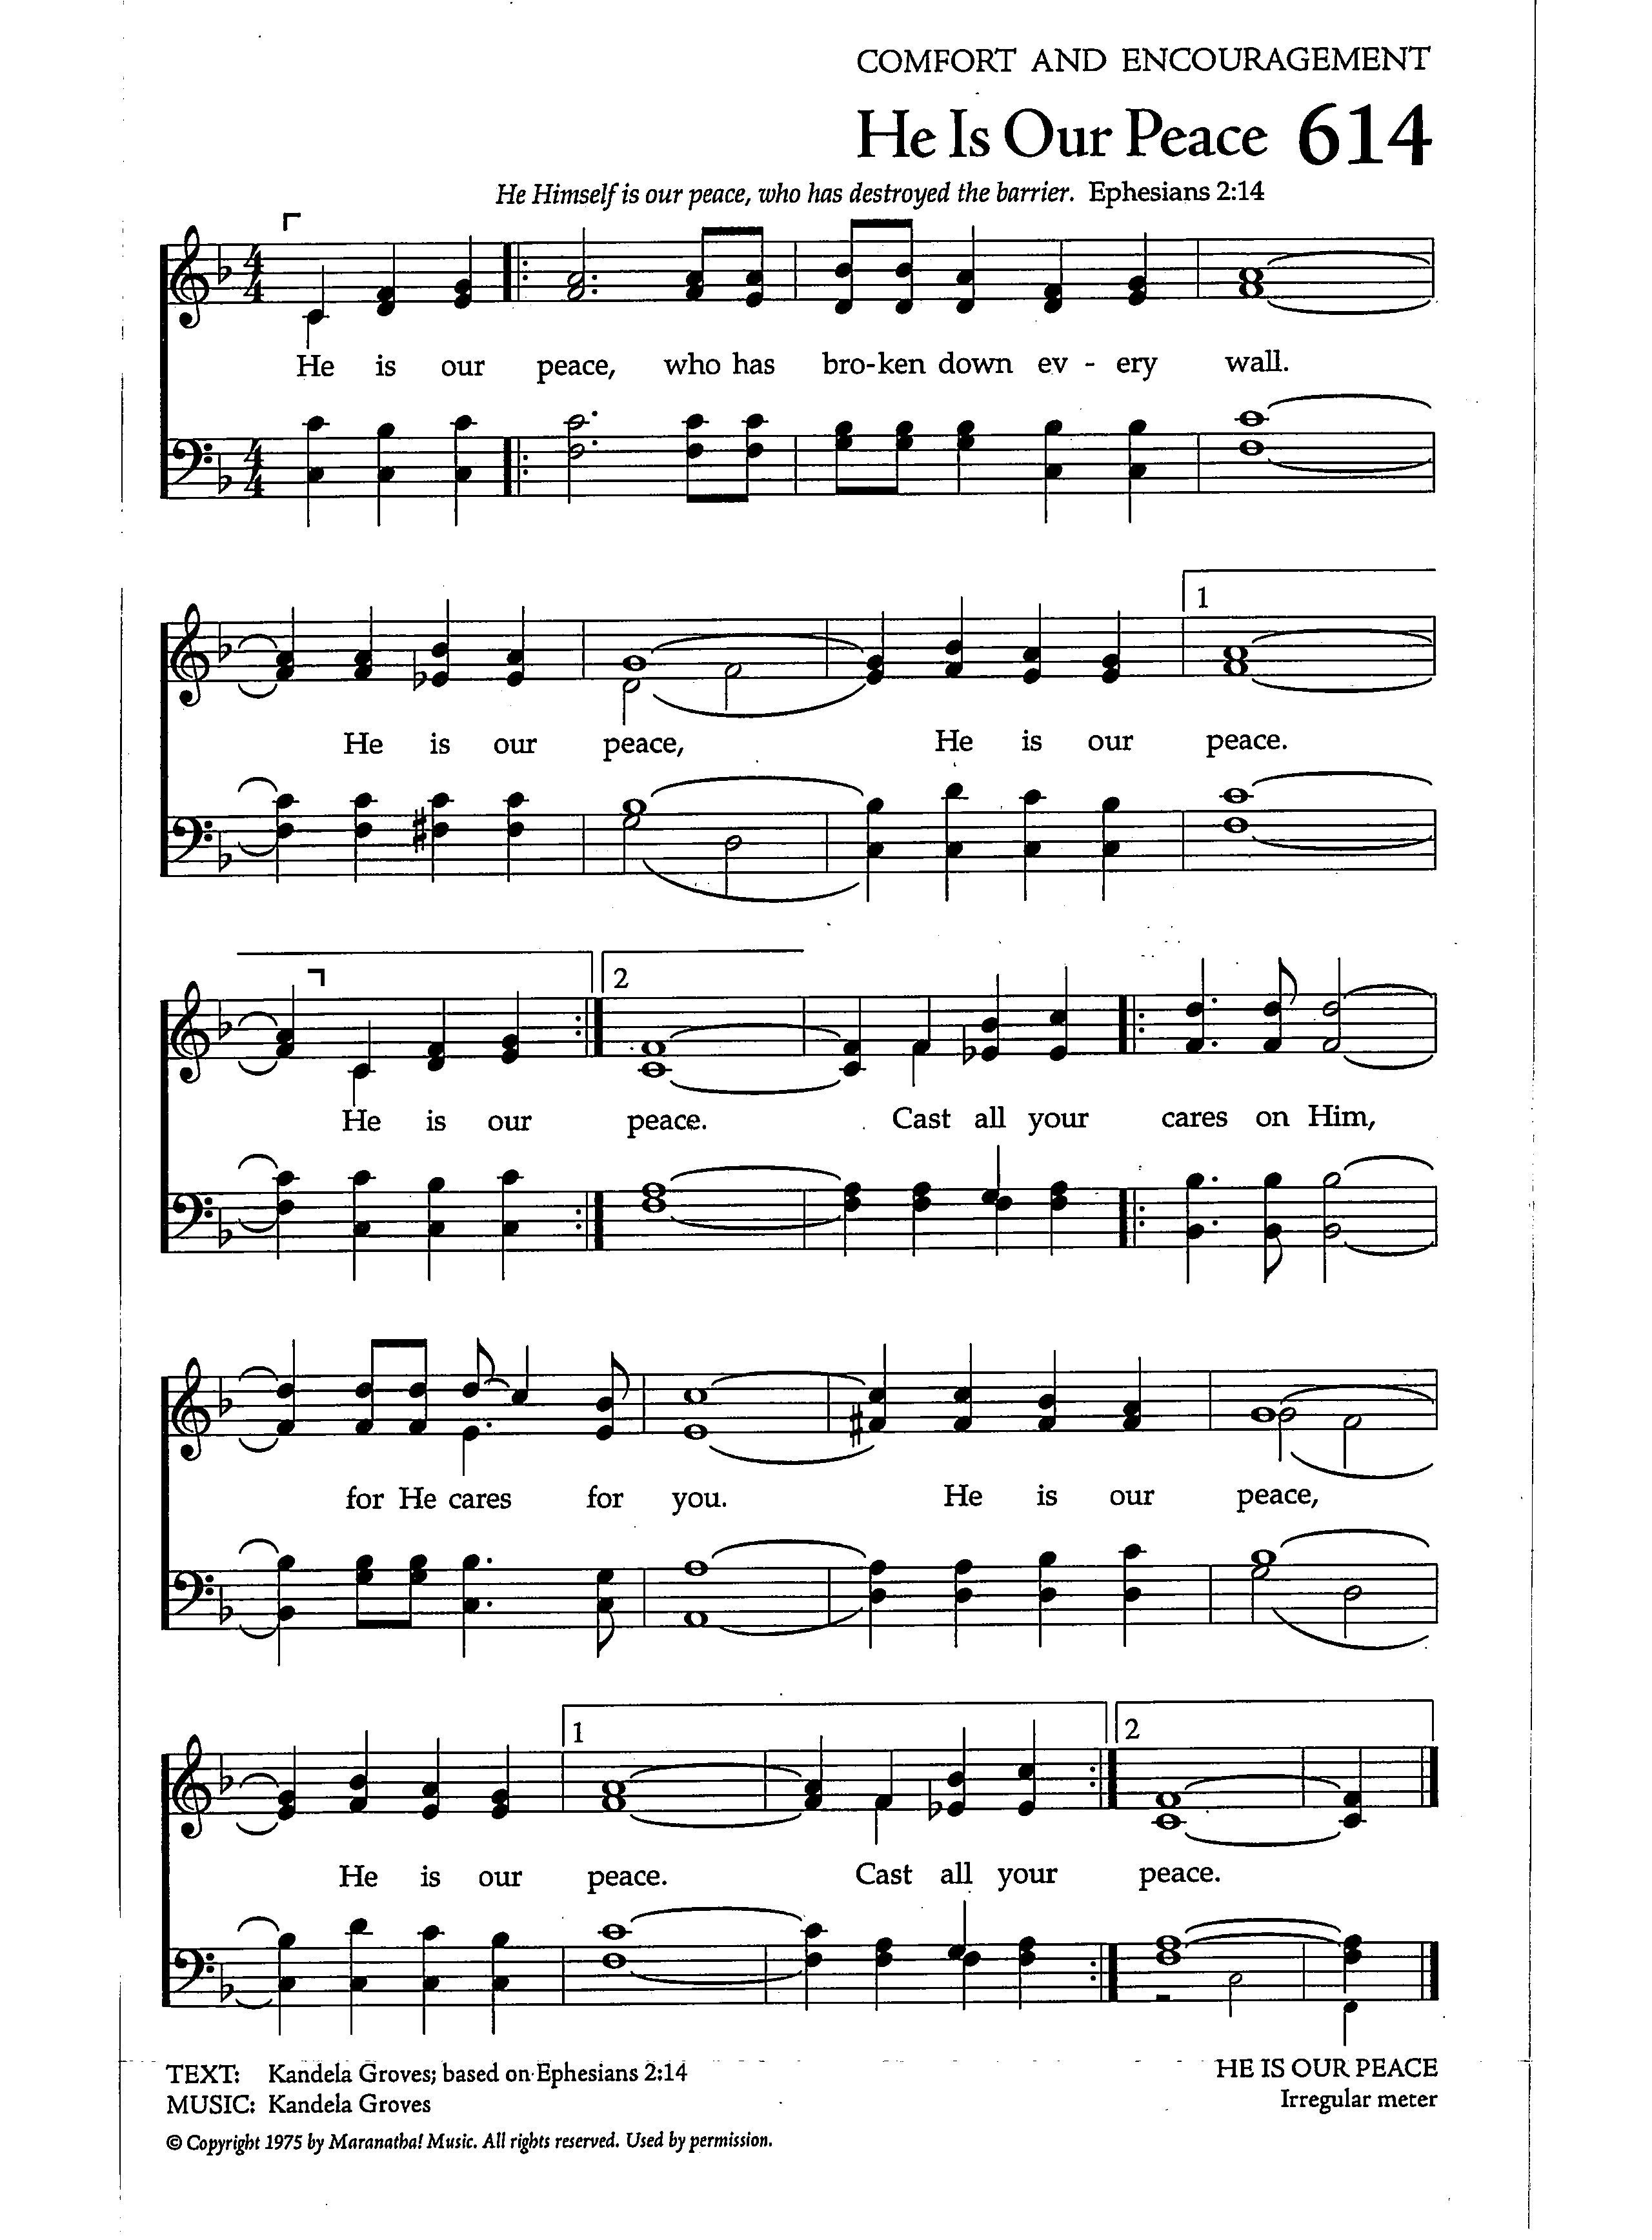 COMFORT AND ENCOURAGEMENT
He Is Our Peace 614
He Himself is our peace, who has destroyed the barrier. Ephesians 2:14
4
4
He is our peace, who has bro-ken down ev - ery wall.
4
4
1
He is our peace, He is our peace.
2
He is our peace. Cast all your cares on Him,
for He cares for you. He is our peace,
1 2
He is our peace. Cast all your peace.
TEXT: Kandela Groves; based on Ephesians 2:14
HE IS OUR PEACE
MUSIC: Kandela Groves
Irregular meter
© Copyright 1975 by Maranatha! Music. All rights reserved. Used by permission.